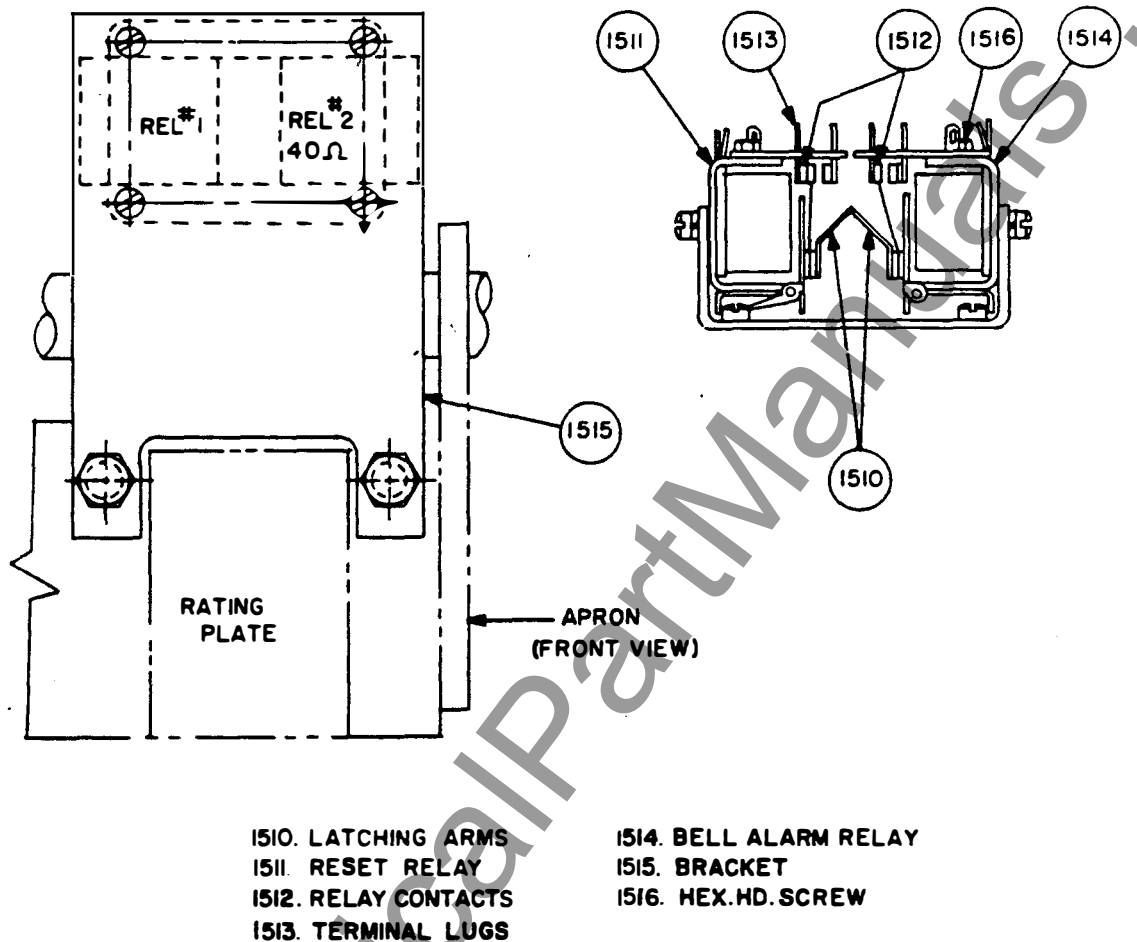 REL#1
REL#2
40Ω
1511
1513
1512
1516
1514
1515
1510
RATING
PLATE
APRON
(FRONT VIEW)
1510. LATCHING ARMS
1511. RESET RELAY
1512. RELAY CONTACTS
1513. TERMINAL LUGS
1514. BELL ALARM RELAY
1515. BRACKET
1516. HEX.HD.SCREW
calPartManuals